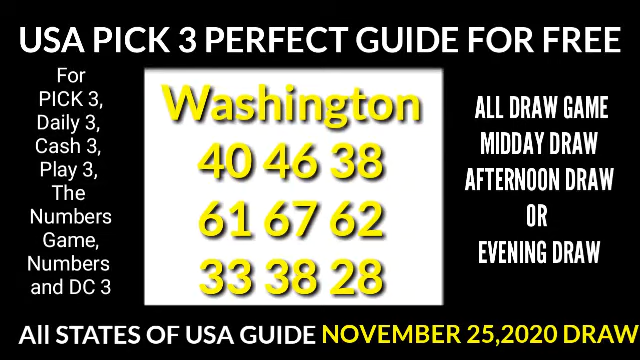 USA PICK 3 PERFECT GUIDE FOR FREE
For
PICK 3,
Daily 3,
Cash 3,
Play 3,
The
Numbers
Game,
Numbers
and DC 3
Washington
40 46 38
61 67 62
33 38 28
ALL DRAW GAME
MIDDAY DRAW
AFTERNOON DRAW
OR
EVENING DRAW
All STATES OF USA GUIDE NOVEMBER 25,2020 DRAW